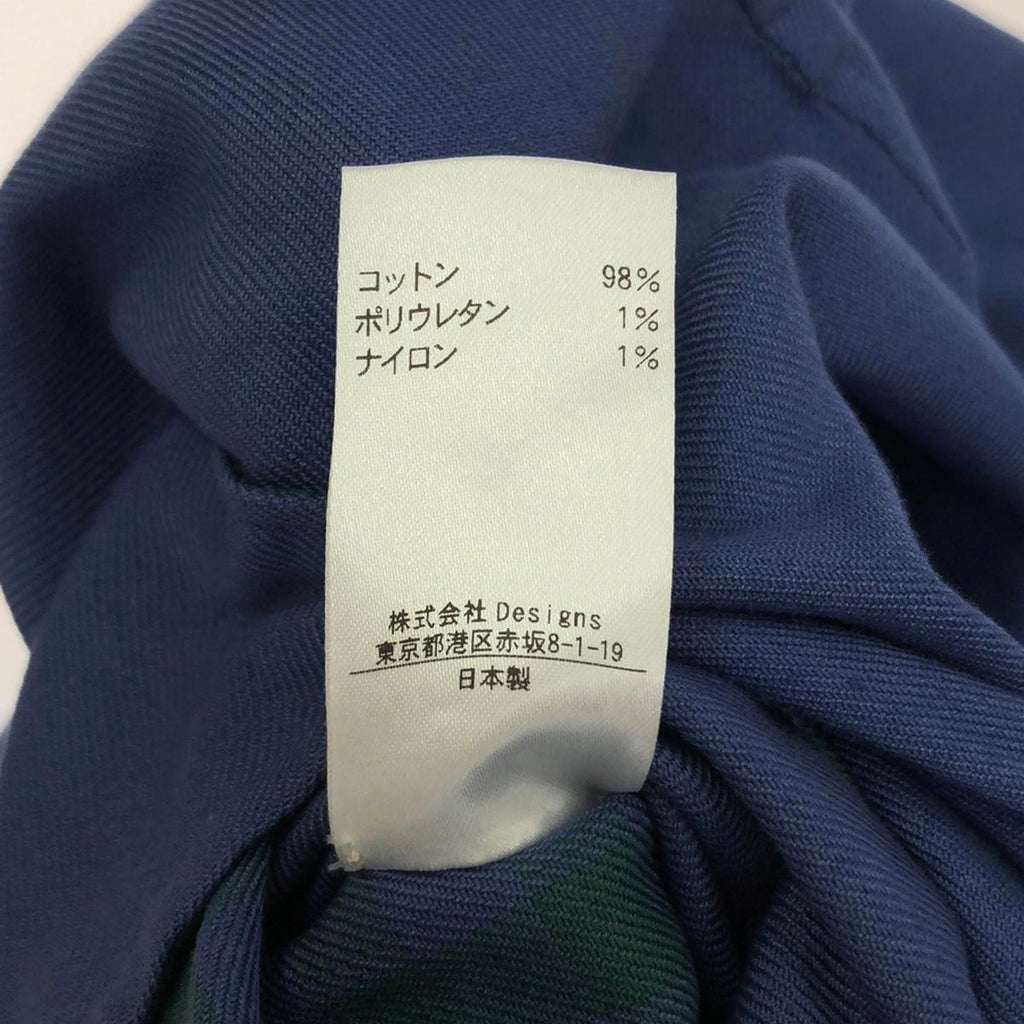 コットン 98%
ポリウレタン 1%
ナイロン 1%
株式会社Designs
東京都港区赤坂8-1-19
日本製